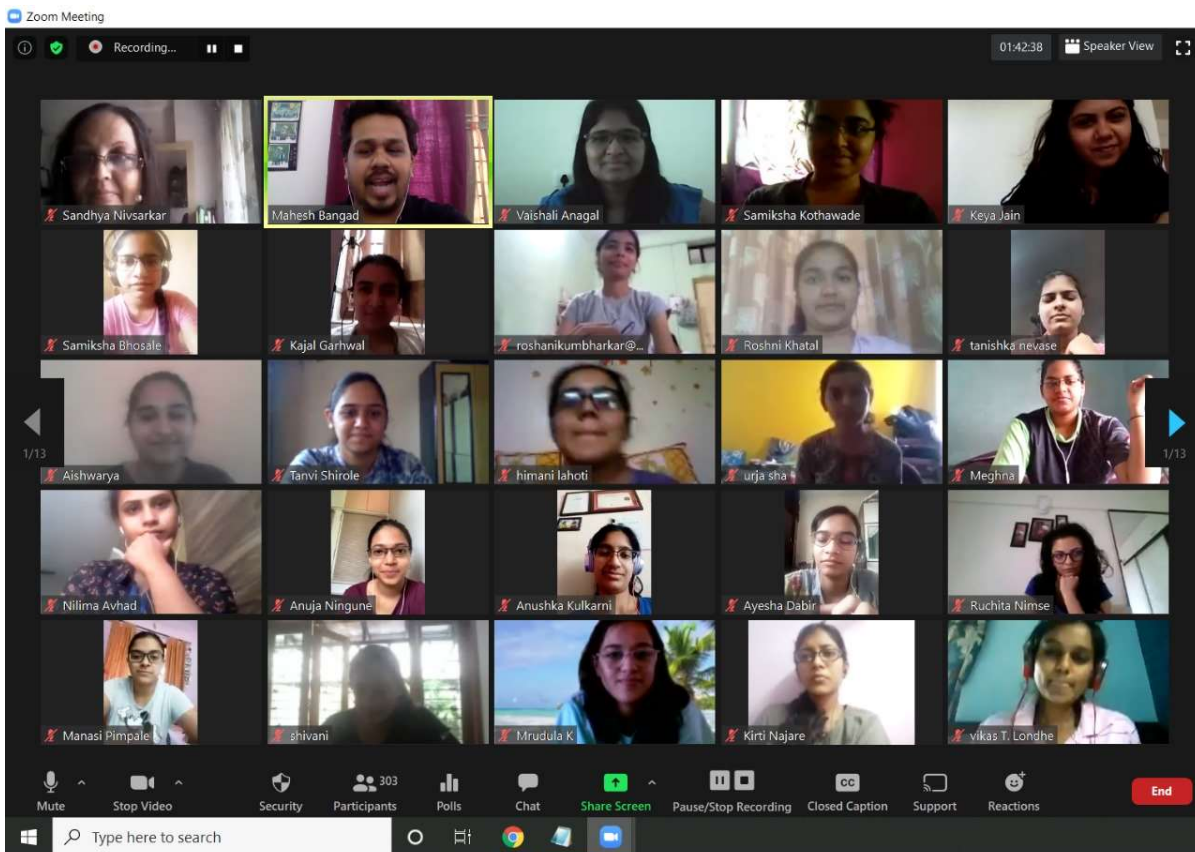 Zoom Meeting
Recording...
01:42:38
Speaker View
Sandhya Nivsarkar
Mahesh Bangad
Vaishali Anagal
Samiksha Kothawade
Keya Jain
Samiksha Bhosale
Kajal Garhwal
roshanikumbharkar@...
Roshni Khatal
tanishka nevase
1/13
1/13
Aishwarya
Tanvi Shirole
himani lahoti
urja sha
Meghna
Nilima Avhad
Anuja Ningune
Anushka Kulkarni
Ayesha Dabir
Ruchita Nimse
Manasi Pimpale
shivani
Mrudula K
Kirti Najare
vikas T. Londhe
303
CC
Mute
Stop Video
Security
Participants
Polls
Chat
Share Screen
Pause/Stop Recording
Closed Caption
Support
Reactions
End
Type here to search